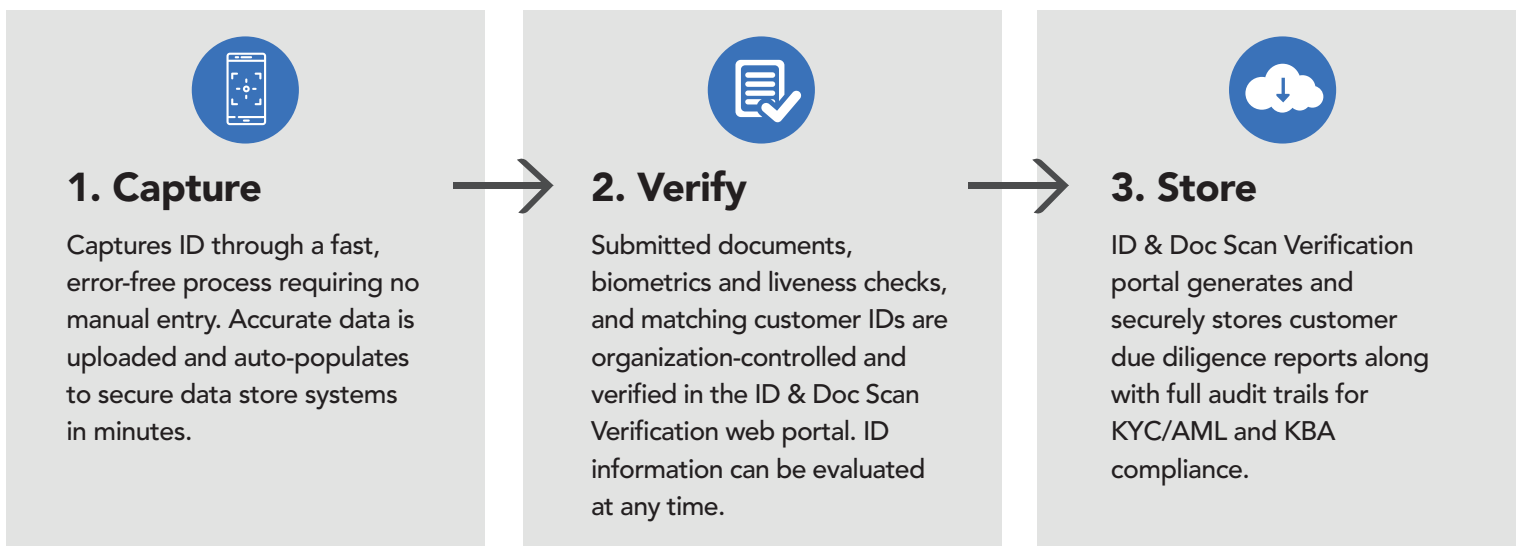 1. Capture
Captures ID through a fast,
error-free process requiring no
manual entry. Accurate data is
uploaded and auto-populates
to secure data store systems
in minutes.
2. Verify
Submitted documents,
biometrics and liveness checks,
and matching customer IDs are
organization-controlled and
verified in the ID & Doc Scan
Verification web portal. ID
information can be evaluated
at any time.
3. Store
ID & Doc Scan Verification
portal generates and
securely stores customer
due diligence reports along
with full audit trails for
KYC/AML and KBA
compliance.